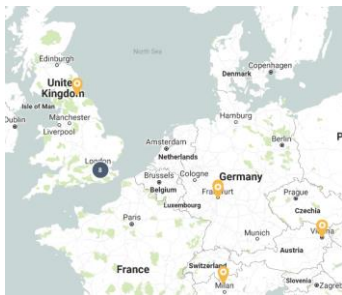 North Sea
Edinburgh
United
Kingdom
Isle of Man
Dublin
Manchester
Liverpool
London
Copenhagen
Denmark
Hamburg
Amsterdam
Netherlands
Berlin
Brussels
Cologne
Belgium
Germany
Frankfurt
Luxembourg
Prague
Czechia
Paris
Munich
Vienna
Austria
France
Switzerland
Milan
Slovenia
Zagreb